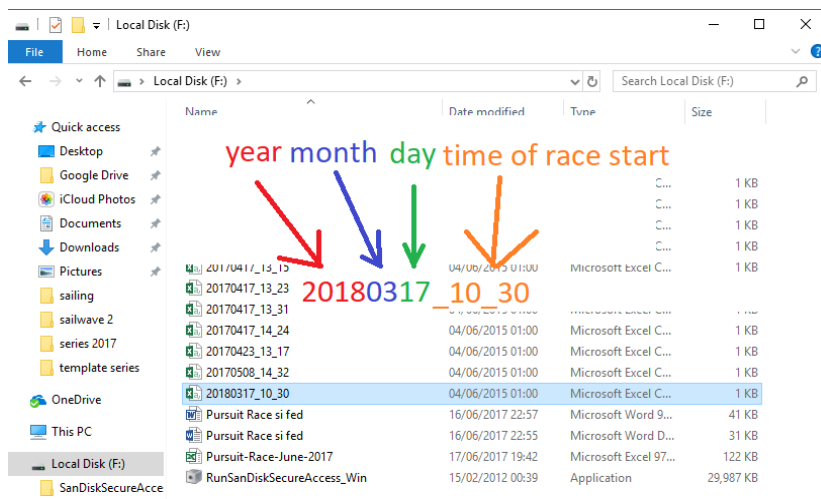 Local Disk (F:)
File Home Share View
Local Disk (F:) Search Local Disk (F:)
Name Date modified Type Size
Quick access
year month day time of race start
Desktop
Google Drive C... 1 KB
iCloud Photos C... 1 KB
Documents C... 1 KB
Downloads C... 1 KB
Pictures 20170417_13_15 04/06/2015 01:00 Microsoft Excel C... 1 KB
sailing 20170417_13_23
20180317_10_30
sailwave 2 20170417_13_31
series 2017 20170417_14_24 04/06/2015 01:00 Microsoft Excel C... 1 KB
20170423_13_17 04/06/2015 01:00 Microsoft Excel C... 1 KB
template series 20170508_14_32 04/06/2015 01:00 Microsoft Excel C... 1 KB
OneDrive 20180317_10_30 04/06/2015 01:00 Microsoft Excel C... 1 KB
Pursuit Race si fed 16/06/2017 22:57 Microsoft Word 9... 41 KB
This PC Pursuit Race si fed 16/06/2017 22:55 Microsoft Word D... 31 KB
Local Disk (F:) Pursuit-Race-June-2017 17/06/2017 19:42 Microsoft Excel 97... 122 KB
SanDiskSecureAcce RunSanDiskSecureAccess_Win 15/02/2012 00:39 Application 29,987 KB